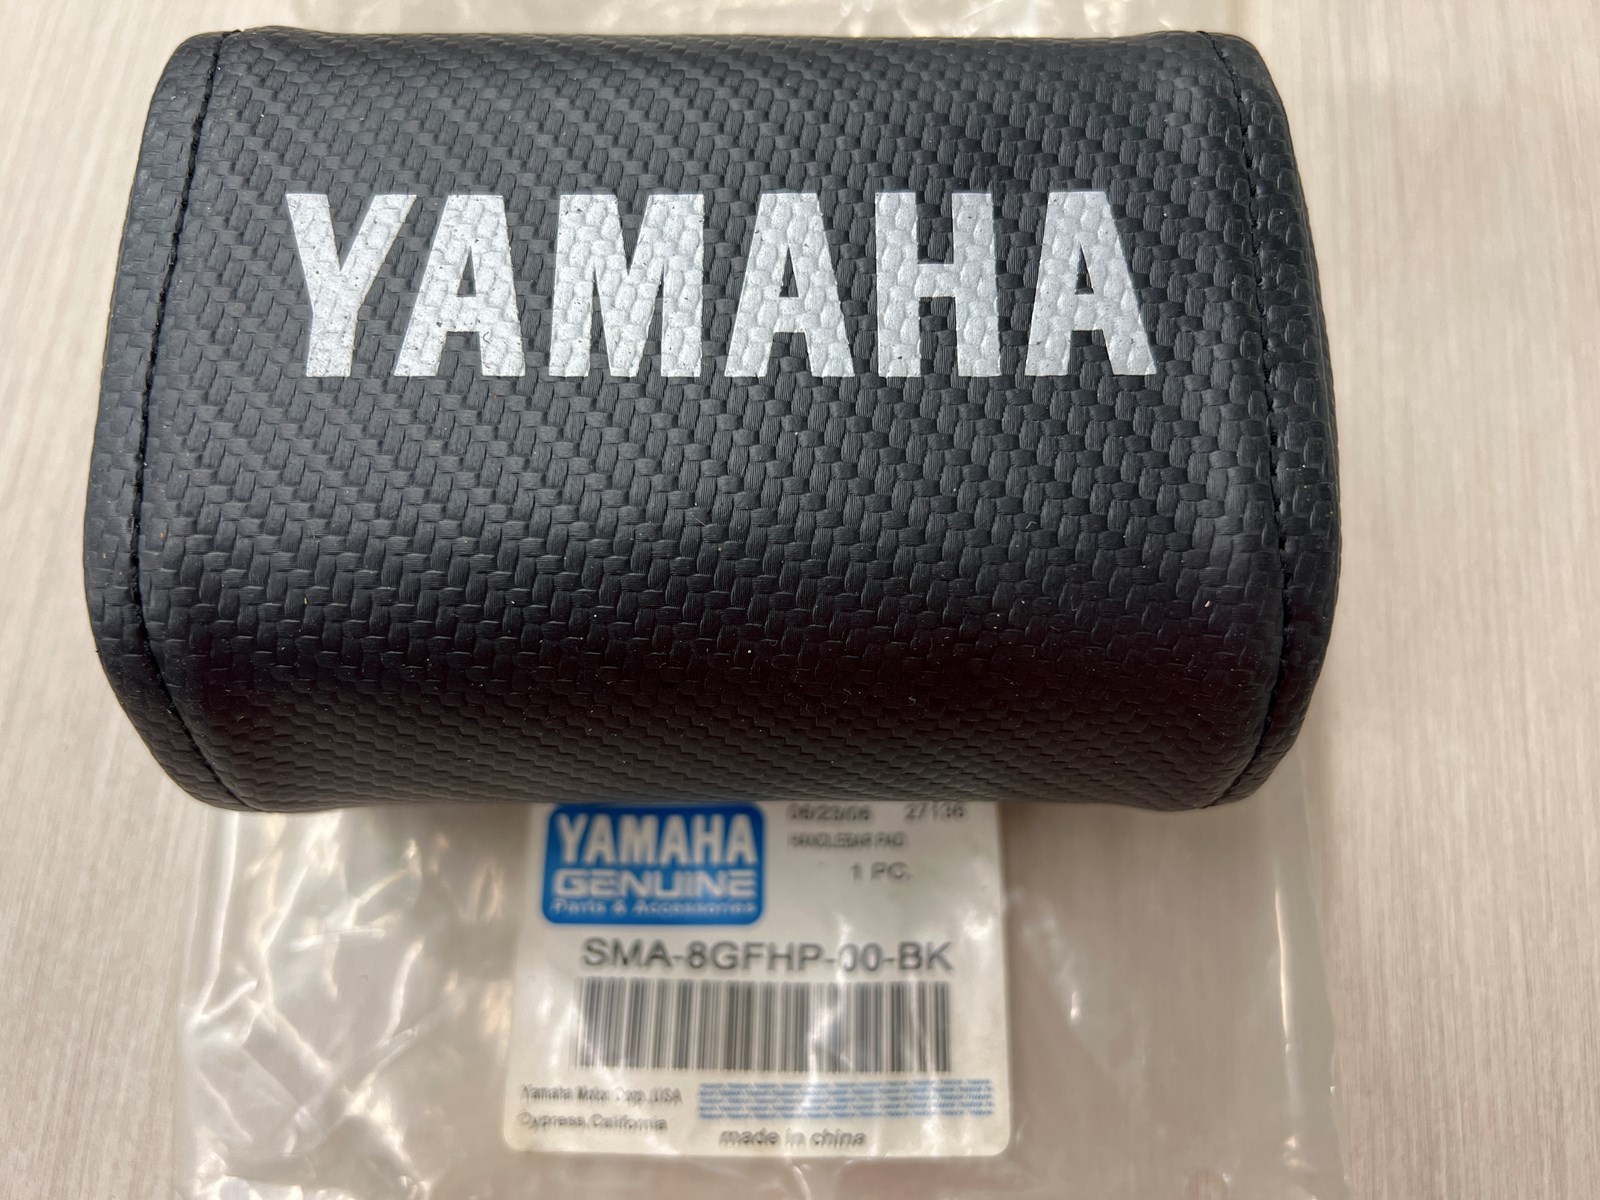 YAMAHA
06/23/06 27136
YAMAHA
HANDLEBAR PAD
GENUINE
1 PC.
Parts & Accessories
SMA-8GFHP-00-BK
Yamaha Motor Corp.,USA
Cypress,California
made in china